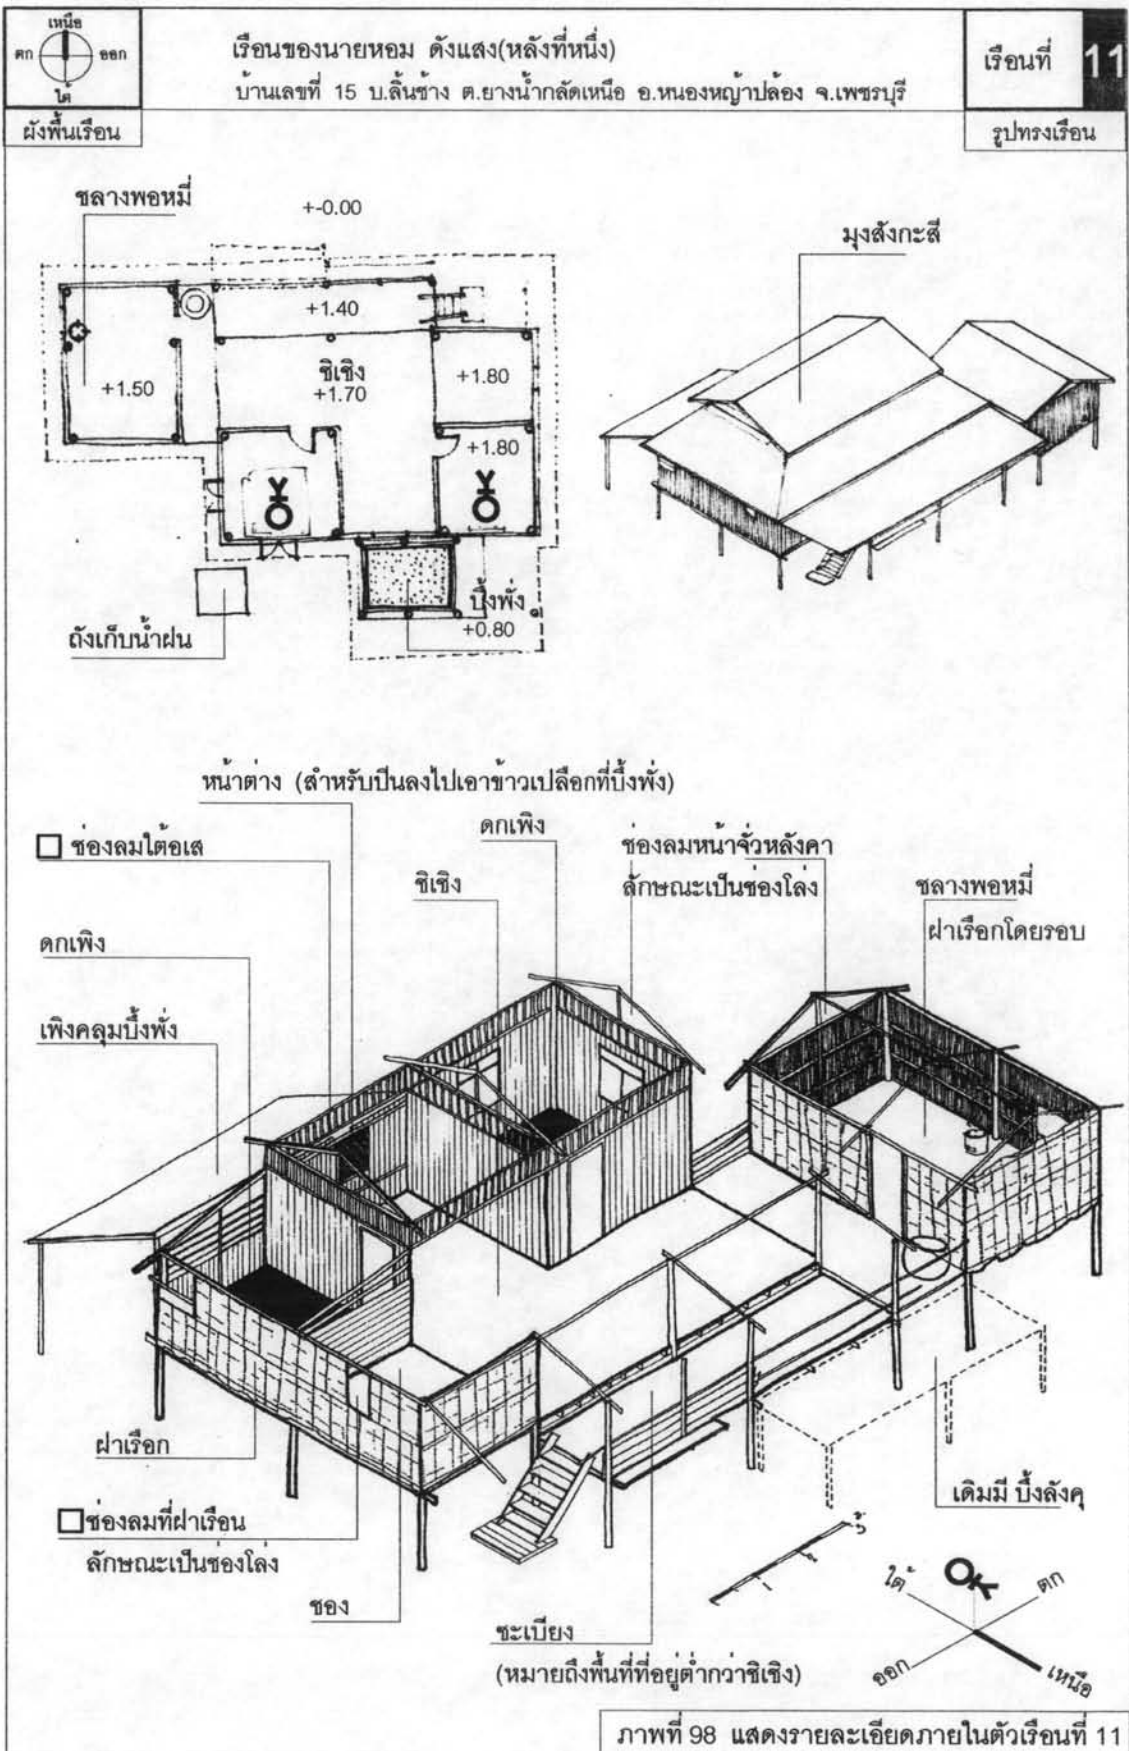 เหนือ
ตก ออก
ใต้
ผังพื้นเรือน
เรือนของนายหอม ดังแสง(หลังที่หนึ่ง)
บ้านเลขที่ 15 บ.ลิ้นช้าง ต.ยางน้ำกลัดเหนือ อ.หนองหญ้าปล้อง จ.เพชรบุรี
เรือนที่ 11
รูปทรงเรือน
ชลางพอหมี่
+-0.00
+1.40
+1.50
ชิเชิง
+1.70
+1.80
+1.80
บึ้งพั่ง
+0.80
ถังเก็บน้ำฝน
มุงสังกะสี
หน้าต่าง (สำหรับปีนลงไปเอาข้าวเปลือกที่บึ้งพั่ง)
ช่องลมใต้อเส
ดกเพิง
ช่องลมหน้าจั่วหลังคา
ลักษณะเป็นช่องโล่ง
ชิเชิง
ชลางพอหมี่
ฝาเรือกโดยรอบ
ดกเพิง
เพิงคลุมบึ้งพั่ง
ฝาเรือก
ช่องลมที่ฝาเรือน
ลักษณะเป็นช่องโล่ง
ซอง
ชะเบียง
(หมายถึงพื้นที่ที่อยู่ต่ำกว่าชิเชิง)
เดิมมี บึ้งลังคุ
ใต้
ตก
ออก
เหนือ
ภาพที่ 98 แสดงรายละเอียดภายในตัวเรือนที่ 11